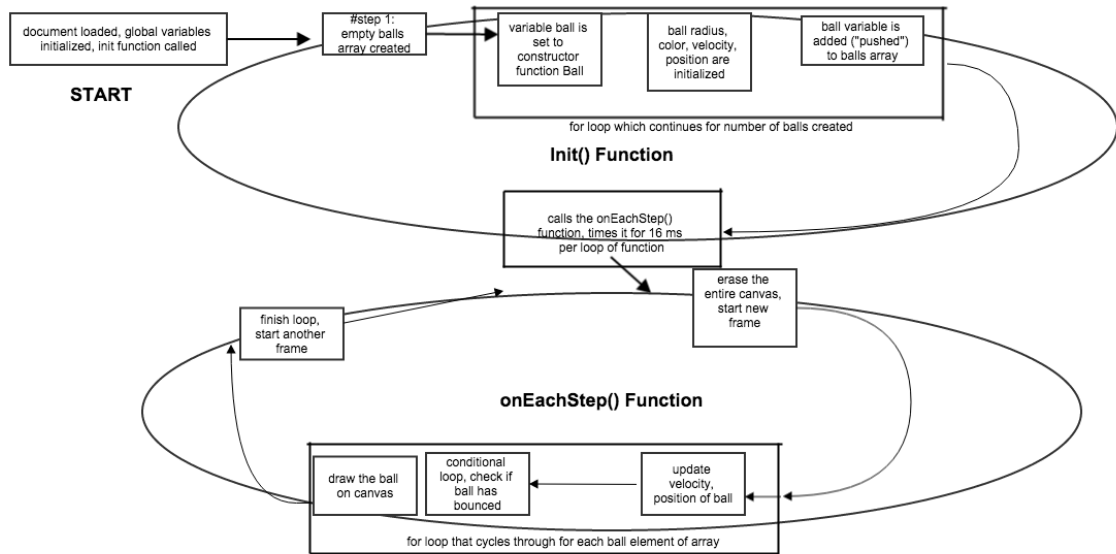 document loaded, global variables
initialized, init function called
START
#step 1:
empty balls
array created
variable ball is
set to
constructor
function Ball
ball radius,
color, velocity,
position are
initialized
ball variable is
added ("pushed")
to balls array
for loop which continues for number of balls created
Init() Function
calls the onEachStep()
function, times it for 16 ms
per loop of function
erase the
entire canvas,
start new
frame
finish loop,
start another
frame
onEachStep() Function
draw the ball
on canvas
conditional
loop, check if
ball has
bounced
update
velocity,
position of ball
for loop that cycles through for each ball element of array